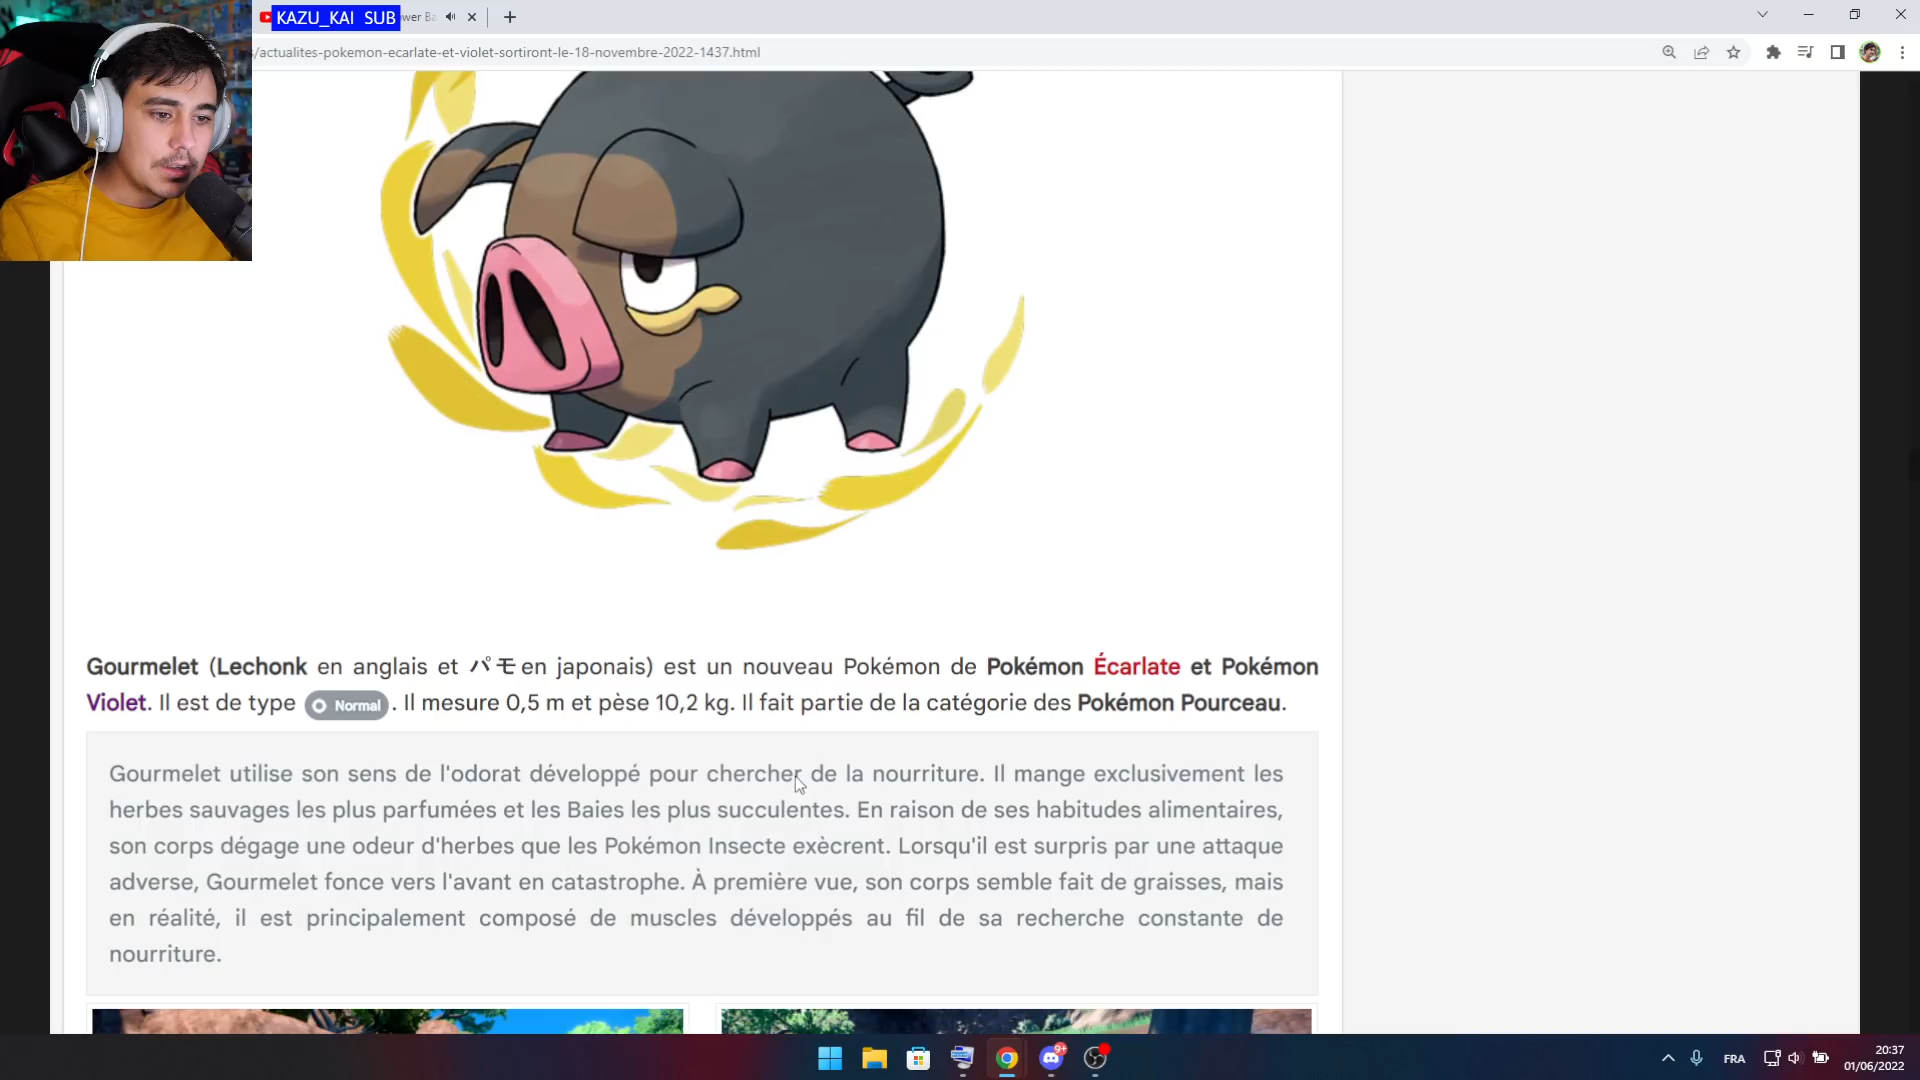 KAZU_KAI SUB
ower Ba
/actualites-pokemon-ecarlate-et-violet-sortiront-le-18-novembre-2022-1437.html
Gourmelet (Lechonk en anglais et パモ en japonais) est un nouveau Pokémon de Pokémon Écarlate et Pokémon
Violet. Il est de type Normal. Il mesure 0,5 m et pèse 10,2 kg. Il fait partie de la catégorie des Pokémon Pourceau.
Gourmelet utilise son sens de l'odorat développé pour chercher de la nourriture. Il mange exclusivement les
herbes sauvages les plus parfumées et les Baies les plus succulentes. En raison de ses habitudes alimentaires,
son corps dégage une odeur d'herbes que les Pokémon Insecte exècrent. Lorsqu'il est surpris par une attaque
adverse, Gourmelet fonce vers l'avant en catastrophe. À première vue, son corps semble fait de graisses, mais
en réalité, il est principalement composé de muscles développés au fil de sa recherche constante de
nourriture.
9+
FRA
20:37
01/06/2022